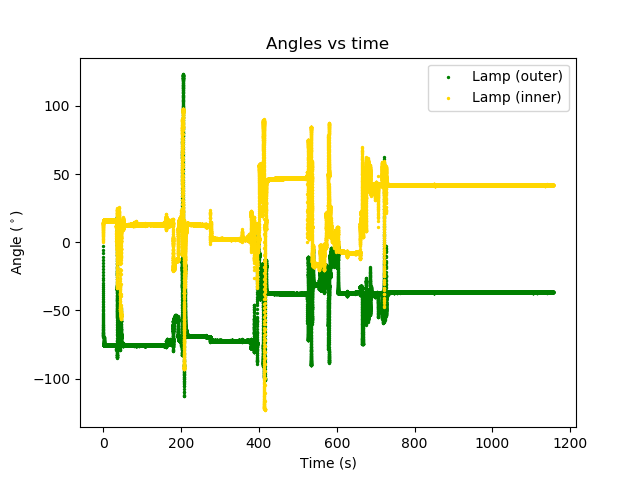 Angles vs time
Lamp (outer)
Lamp (inner)
Angle (°)
100
50
0
−50
−100
0
200
400
600
800
1000
1200
Time (s)